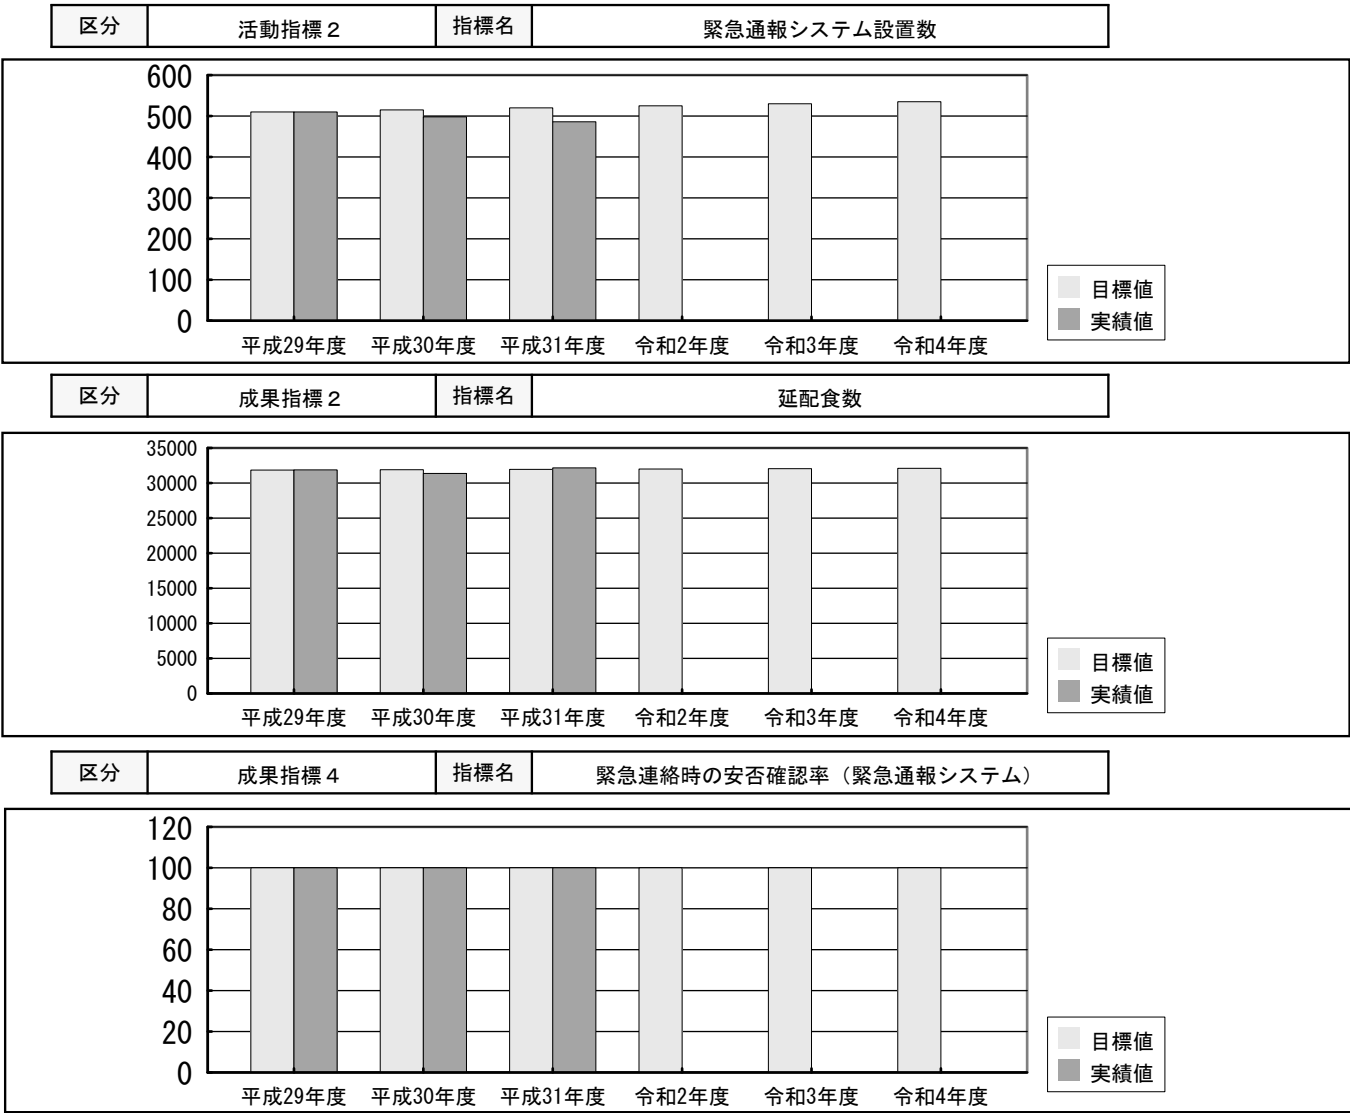 区分 活動指標２ 指標名 緊急通報システム設置数
600
500
400
300
200
100
0
平成29年度 平成30年度 平成31年度 令和2年度 令和3年度 令和4年度
目標値
実績値
区分 成果指標２ 指標名 延配食数
35000
30000
25000
20000
15000
10000
5000
0
平成29年度 平成30年度 平成31年度 令和2年度 令和3年度 令和4年度
目標値
実績値
区分 成果指標４ 指標名 緊急連絡時の安否確認率（緊急通報システム）
120
100
80
60
40
20
0
平成29年度 平成30年度 平成31年度 令和2年度 令和3年度 令和4年度
目標値
実績値